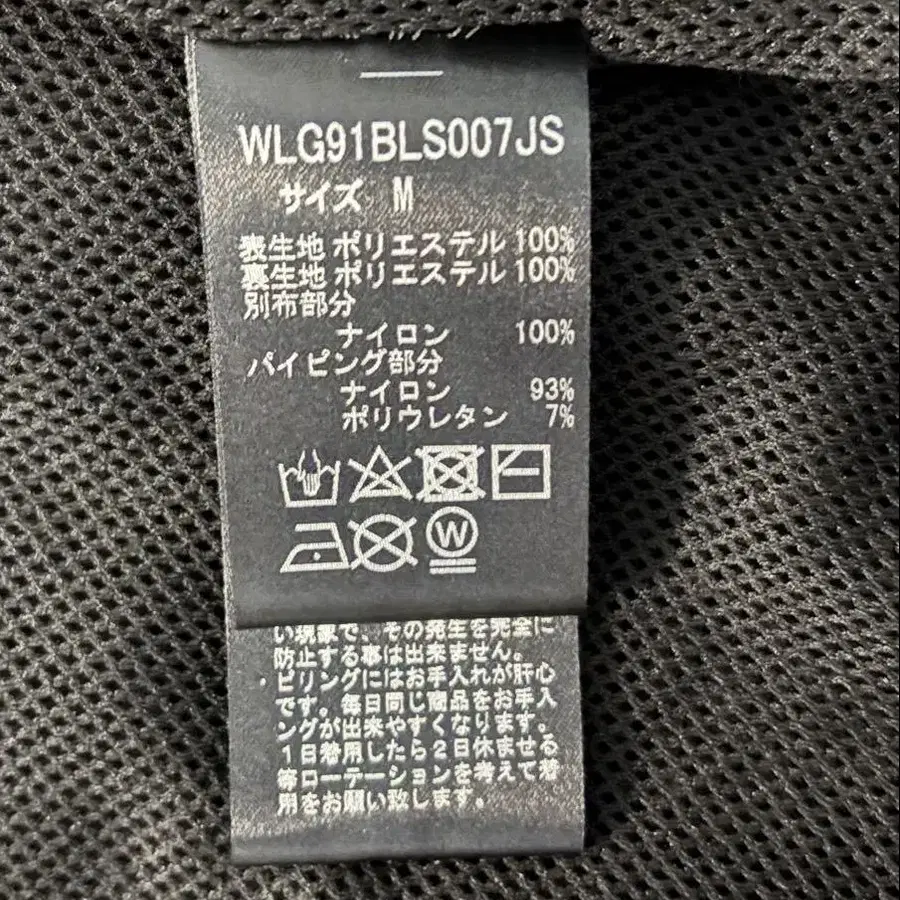 WLG91BLS007JS
サイズ M
表生地 ポリエステル 100%
裏生地 ポリエステル 100%
別布部分
ナイロン 100%
パイピング部分
ナイロン 93%
ポリウレタン 7%
W
い現象で、その発生を完全に
防止する事は出来ません。
・ピリングにはお手入れが肝心
です。毎日同じ商品をお手入
ングが出来やすくなります。
1日着用したら2日休ませる
等ローテーションを考えて着
用をお願い致します。